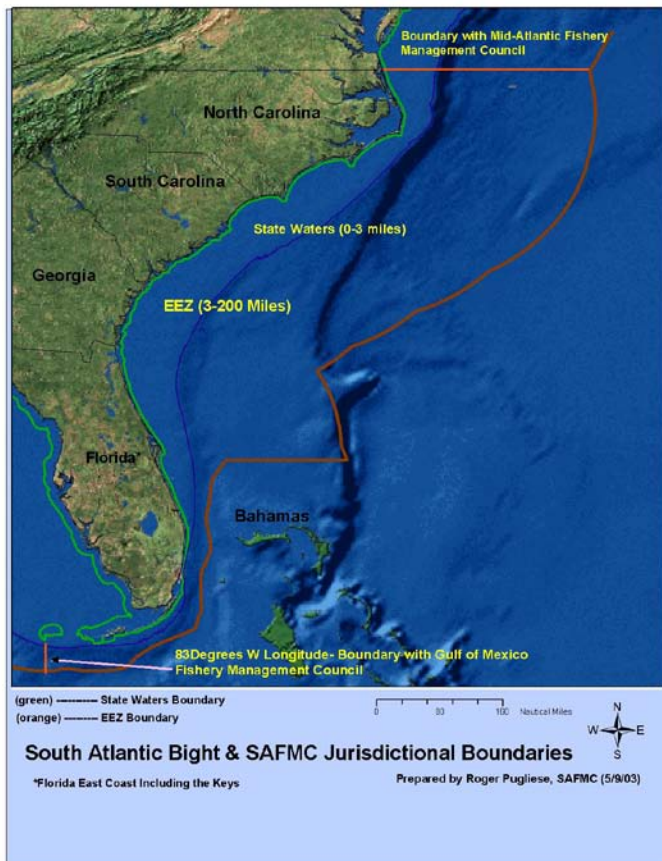 Boundary with Mid-Atlantic Fishery
Management Council
North Carolina
South Carolina
State Waters (0-3 miles)
Georgia
EEZ (3-200 Miles)
Florida*
Bahamas
83Degrees W Longitude- Boundary with Gulf of Mexico
Fishery Management Council
(green) ---------- State Waters Boundary
(orange) --------- EEZ Boundary
0 80 160 Nautical Miles
N
W E
S
South Atlantic Bight & SAFMC Jurisdictional Boundaries
*Florida East Coast Including the Keys
Prepared by Roger Pugliese, SAFMC (5/9/03)